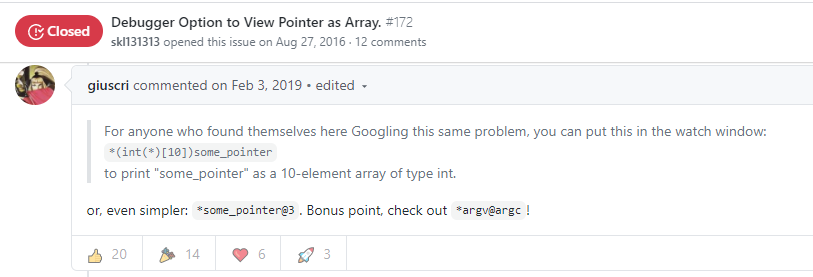 Closed
Debugger Option to View Pointer as Array. #172
skl131313 opened this issue on Aug 27, 2016 · 12 comments
giuscri commented on Feb 3, 2019 • edited
For anyone who found themselves here Googling this same problem, you can put this in the watch window:
*(int(*)[10])some_pointer
to print "some_pointer" as a 10-element array of type int.
or, even simpler: *some_pointer@3 . Bonus point, check out *argv@argc !
20 14 6 3